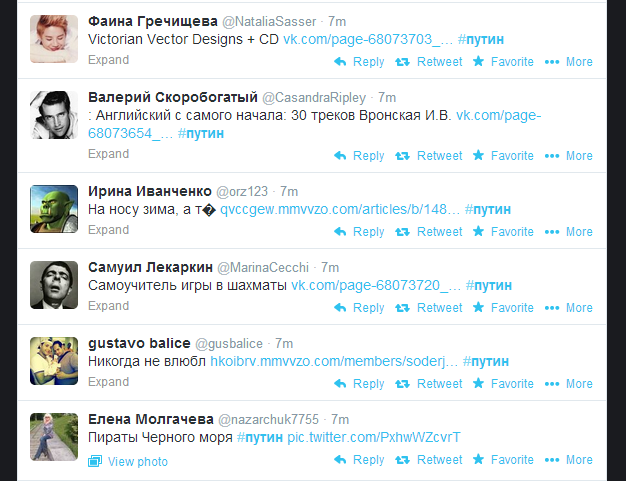 Фаина Гречищева @NataliaSasser · 7m
Victorian Vector Designs + CD vk.com/page-68073703_... #путин
Expand Reply Retweet Favorite More
Валерий Скоробогатый @CasandraRipley · 7m
: Английский с самого начала: 30 треков Вронская И.В. vk.com/page-
68073654_... #путин
Expand Reply Retweet Favorite More
Ирина Иванченко @orz123 · 7m
На носу зима, а т� qvccgew.mmvvzo.com/articles/b/148... #путин
Expand Reply Retweet Favorite More
Самуил Лекаркин @MarinaCecchi · 7m
Самоучитель игры в шахматы vk.com/page-68073720_... #путин
Expand Reply Retweet Favorite More
gustavo balice @gusbalice · 7m
Никогда не влюбл hkoibrv.mmvvzo.com/members/soderj... #путин
Expand Reply Retweet Favorite More
Елена Молгачева @nazarchuk7755 · 7m
Пираты Черного моря #путин pic.twitter.com/PxhwWZcvrT
View photo Reply Retweet Favorite More